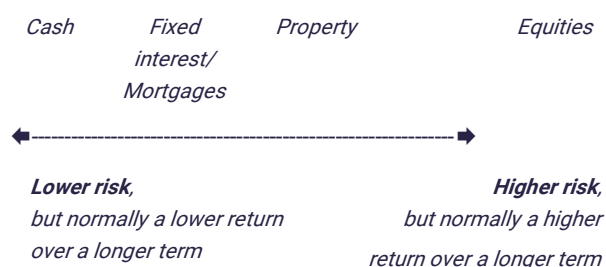 Cash Fixed interest/ Mortgages Property Equities
Lower risk,
but normally a lower return
over a longer term
Higher risk,
but normally a higher
return over a longer term